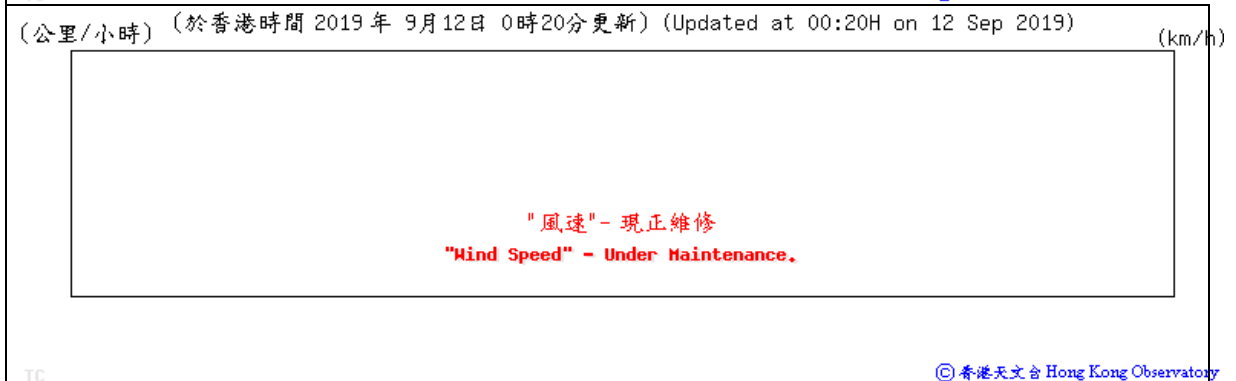 (公里/小時) (於香港時間 2019 年 9月12日 0時20分更新) (Updated at 00:20H on 12 Sep 2019) (km/h)
"風速"- 現正維修
"Wind Speed" - Under Maintenance.
TC
© 香港天文台 Hong Kong Observatory